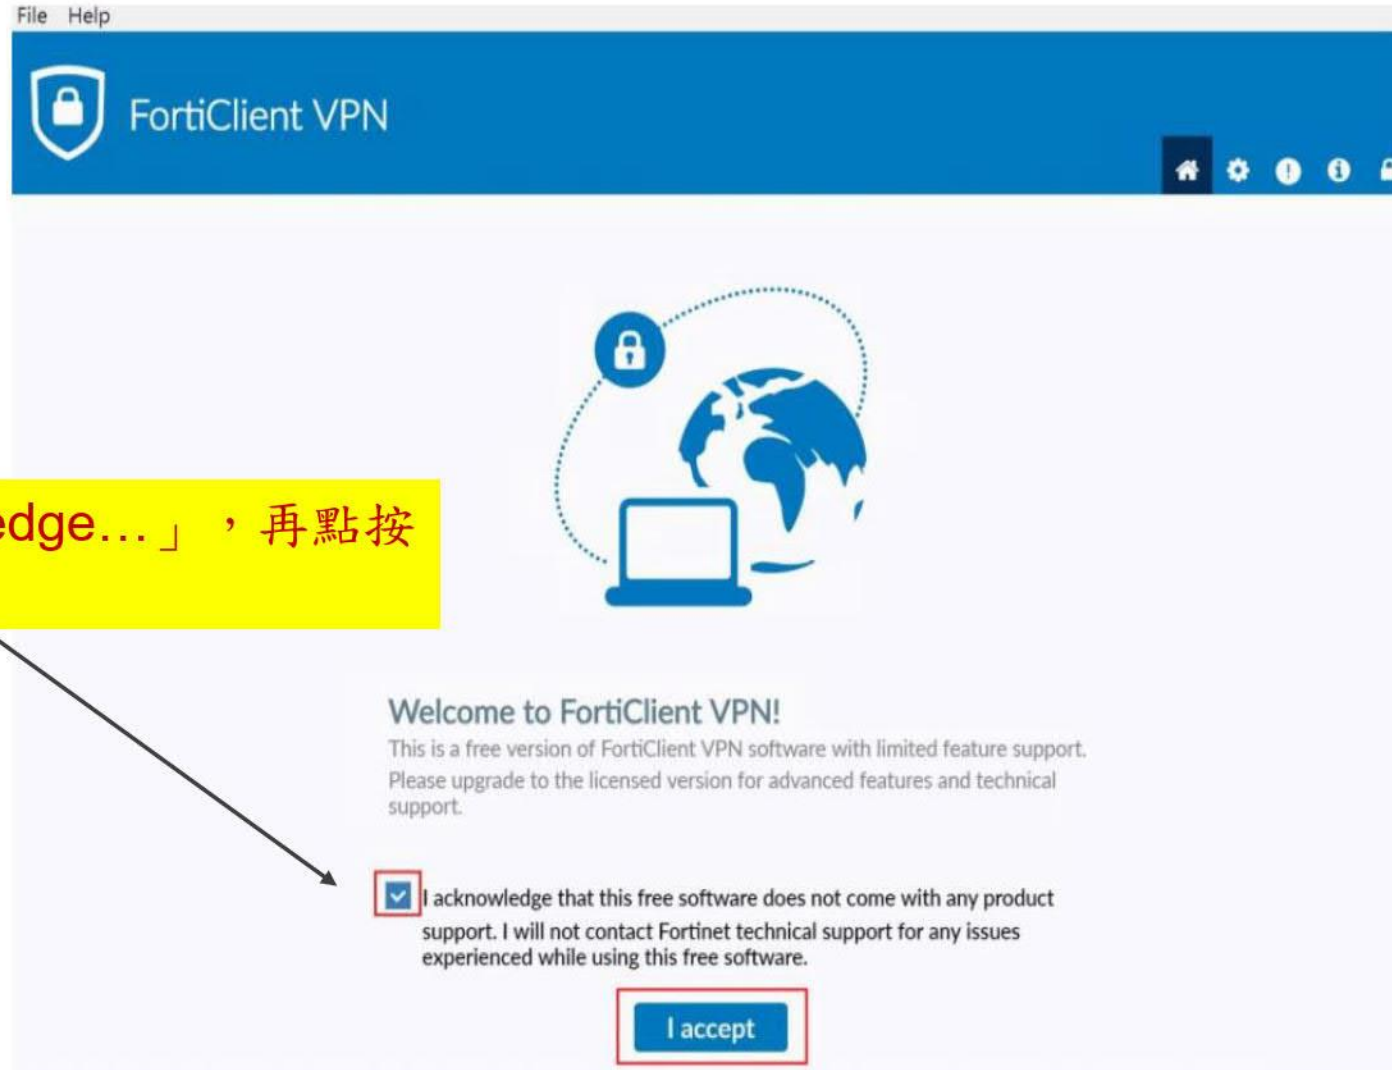 File Help
FortiClient VPN
edge…」，再點按
Welcome to FortiClient VPN!
This is a free version of FortiClient VPN software with limited feature support.
Please upgrade to the licensed version for advanced features and technical
support.
I acknowledge that this free software does not come with any product
support. I will not contact Fortinet technical support for any issues
experienced while using this free software.
I accept